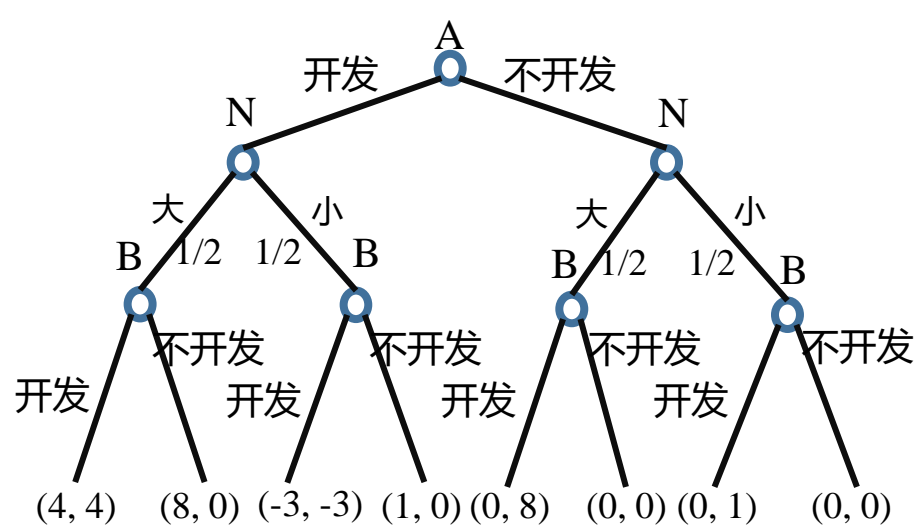 A
开发 不开发
N N
大 小 大 小
B 1/2 1/2 B B 1/2 1/2 B
不开发 不开发 不开发 不开发
开发 开发 开发 开发
(4, 4) (8, 0) (-3, -3) (1, 0) (0, 8) (0, 0) (0, 1) (0, 0)